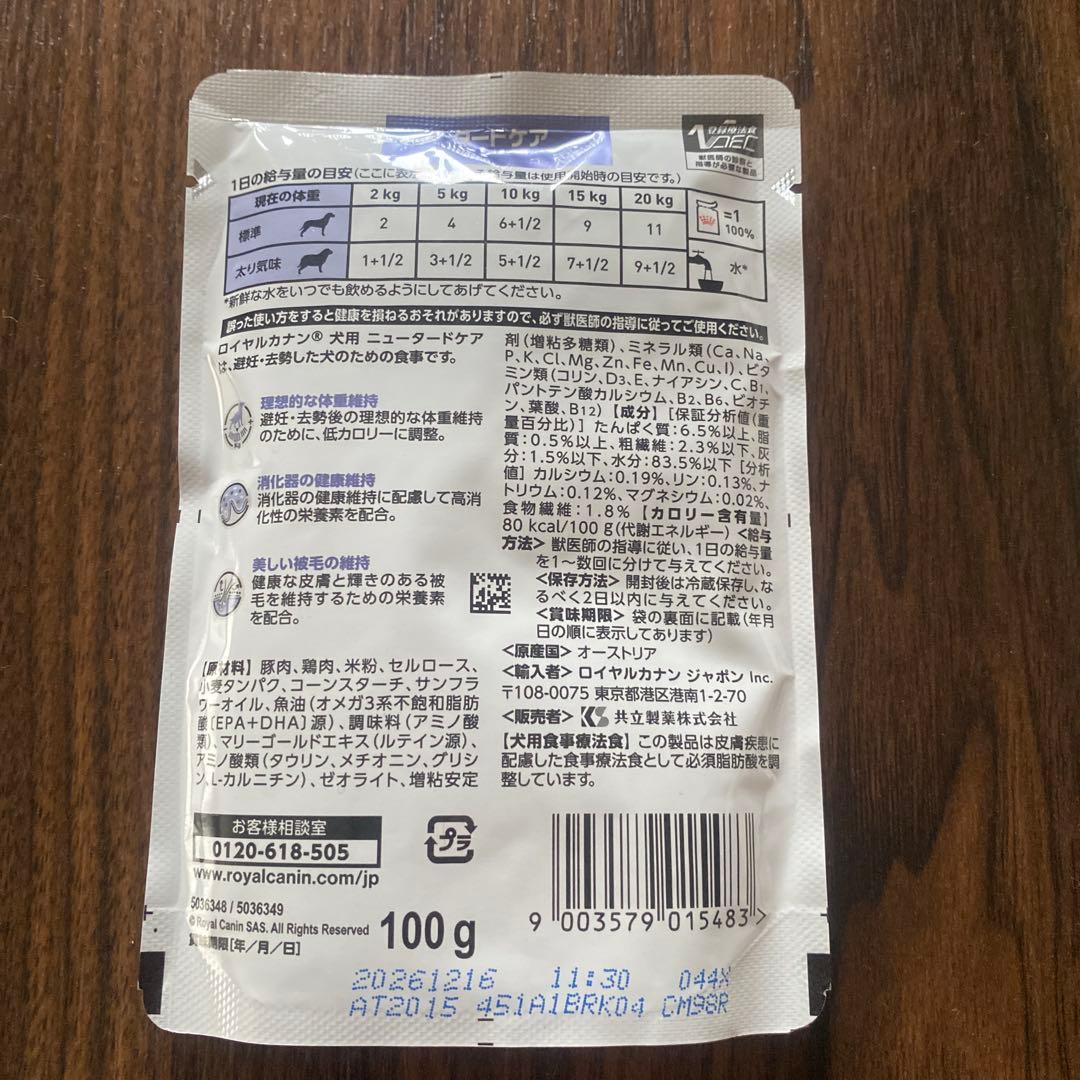 タードケア
登録療法食
獣医師の診察と
指導が必要な製品
1日の給与量の目安(ここに表 給与量は使用開始時の目安です。)
現在の体重 2 kg 5 kg 10 kg 15 kg 20 kg
標準 2 4 6+1/2 9 11
=1
100%
太り気味 1+1/2 3+1/2 5+1/2 7+1/2 9+1/2
水*
*新鮮な水をいつでも飲めるようにしてあげてください。
誤った使い方をすると健康を損ねるおそれがありますので、必ず獣医師の指導に従ってご使用ください。
ロイヤルカナン® 犬用 ニュータードケア
は、避妊・去勢した犬のための食事です。
理想的な体重維持
避妊・去勢後の理想的な体重維持
のために、低カロリーに調整。
消化器の健康維持
消化器の健康維持に配慮して高消
化性の栄養素を配合。
美しい被毛の維持
健康な皮膚と輝きのある被
毛を維持するための栄養素
を配合。
【原材料】豚肉、鶏肉、米粉、セルロース、
小麦タンパク、コーンスターチ、サンフラ
ワーオイル、魚油(オメガ3系不飽和脂肪
酸〔EPA+DHA〕源)、調味料(アミノ酸
類)、マリーゴールドエキス(ルテイン源)、
アミノ酸類(タウリン、メチオニン、グリシ
ン、L-カルニチン)、ゼオライト、増粘安定
剤(増粘多糖類)、ミネラル類(Ca、Na、
P、K、Cl、Mg、Zn、Fe、Mn、Cu、I)、ビタ
ミン類(コリン、D3、E、ナイアシン、C、B1、
パントテン酸カルシウム、B2、B6、ビオチ
ン、葉酸、B12)【成分】[保証分析値(重
量百分比)] たんぱく質:6.5%以上、脂
質:0.5%以上、粗繊維:2.3%以下、灰
分:1.5%以下、水分:83.5%以下 [分析
値] カルシウム:0.19%、リン:0.13%、ナ
トリウム:0.12%、マグネシウム:0.02%、
食物繊維:1.8%【カロリー含有量】
80 kcal/100 g(代謝エネルギー)<給与
方法> 獣医師の指導に従い、1日の給与量
を1〜数回に分けて与えてください。
<保存方法> 開封後は冷蔵保存し、な
るべく2日以内に与えてください。
<賞味期限> 袋の裏面に記載(年月
日の順に表示してあります)
<原産国> オーストリア
<輸入者> ロイヤルカナン ジャポン Inc.
〒108-0075 東京都港区港南1-2-70
<販売者> KS 共立製薬株式会社
【犬用食事療法食】この製品は皮膚疾患に
配慮した食事療法食として必須脂肪酸を調
整しています。
お客様相談室
0120-618-505
www.royalcanin.com/jp
プラ
5036348 / 5036349
© Royal Canin SAS. All Rights Reserved
賞味期限[年/月/日]
100 g
9 003579 015483 >
20261216 11:30 044X
AT2015 451A1BRK04 CM98R